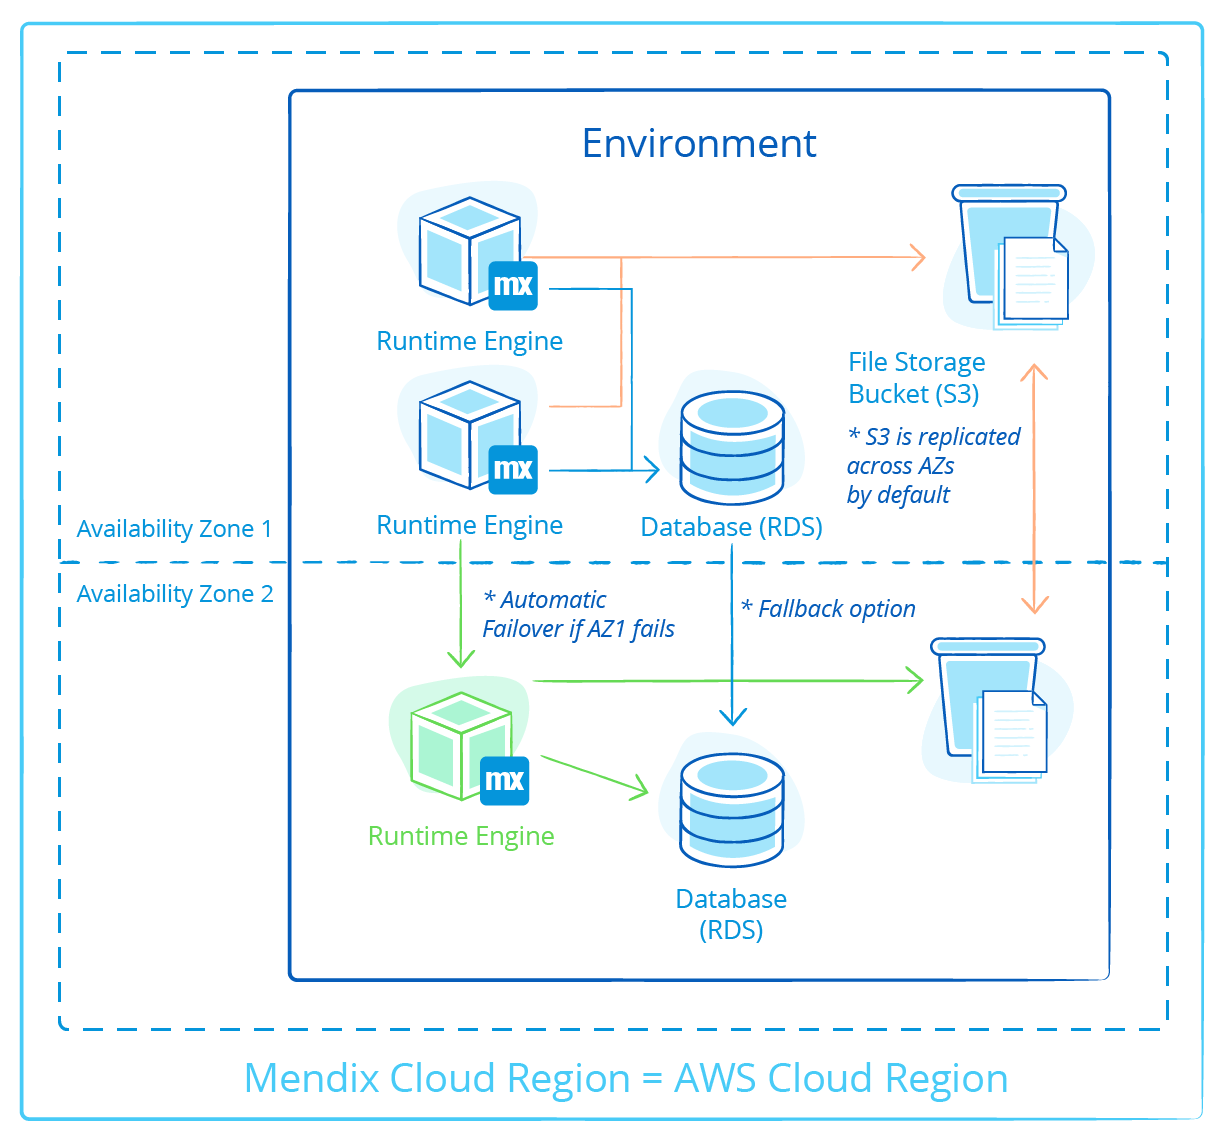 Environment
mx
Runtime Engine
mx
Runtime Engine
File Storage
Bucket (S3)
* S3 is replicated
across AZs
by default
Database (RDS)
Availability Zone 1
Availability Zone 2
* Automatic
Failover if AZ1 fails
* Fallback option
mx
Runtime Engine
Database
(RDS)
Mendix Cloud Region = AWS Cloud Region